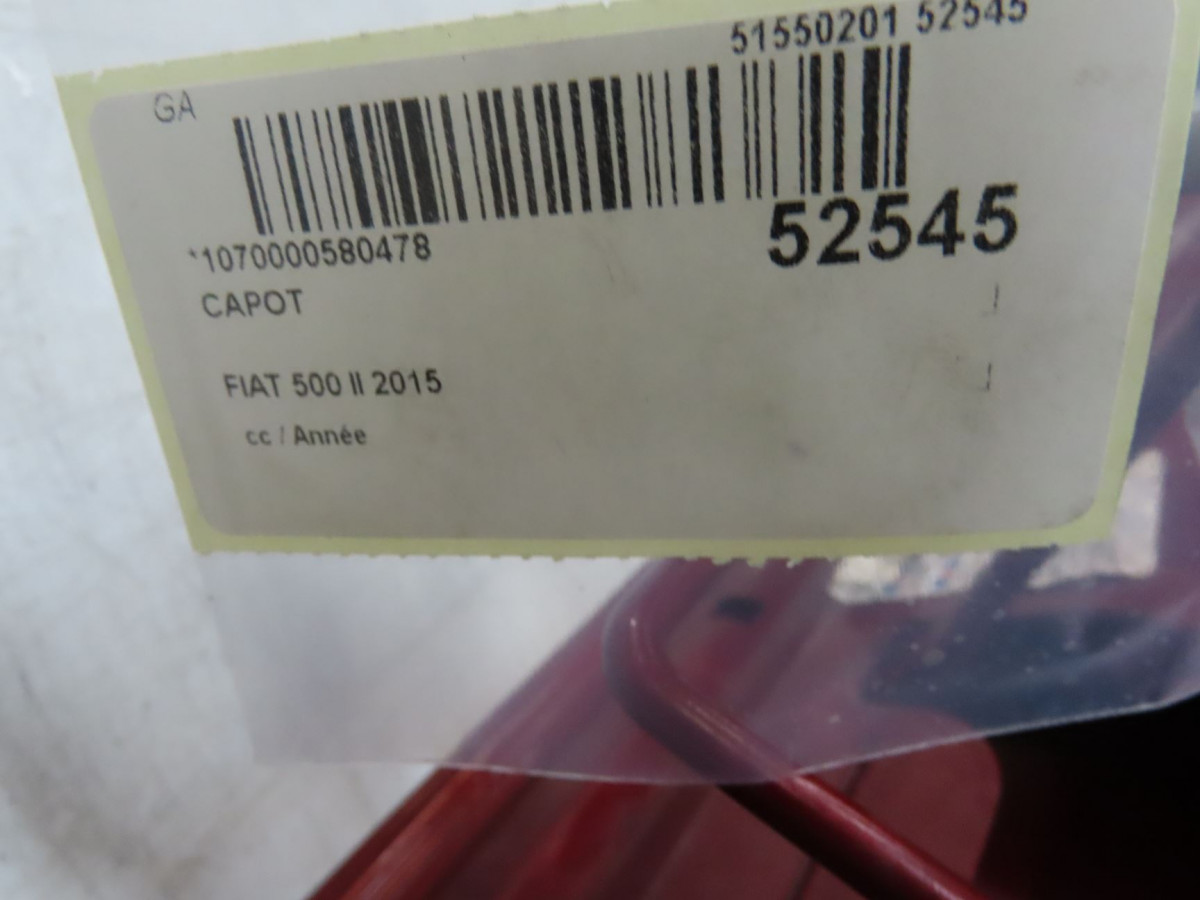 51550201 52545
GA
52545
*1070000580478
CAPOT
FIAT 500 II 2015
cc / Année